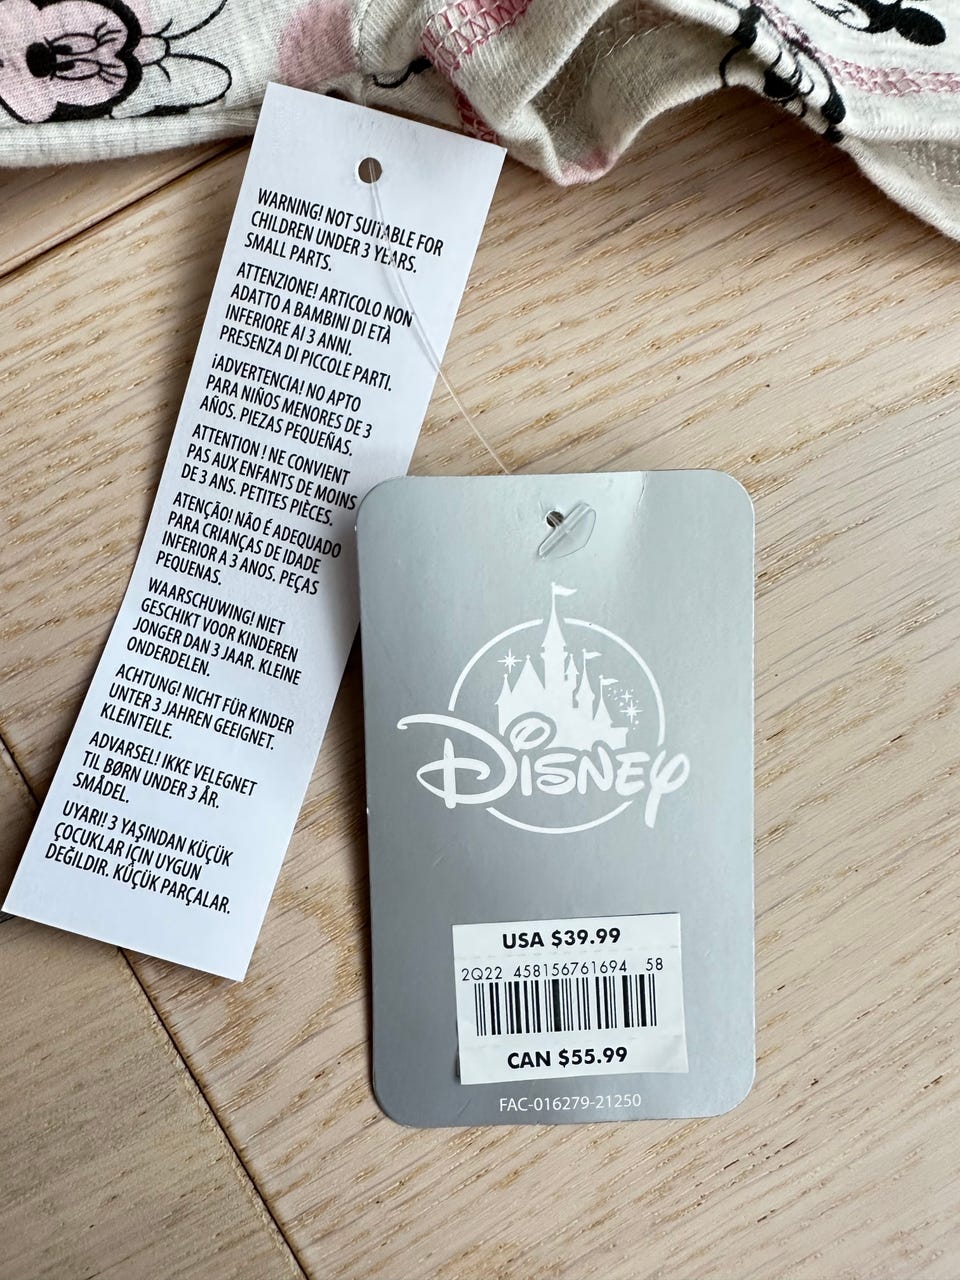 WARNING! NOT SUITABLE FOR
CHILDREN UNDER 3 YEARS.
SMALL PARTS.
ATTENZIONE! ARTICOLO NON
ADATTO A BAMBINI DI ETÀ
INFERIORE AI 3 ANNI.
PRESENZA DI PICCOLE PARTI.
¡ADVERTENCIA! NO APTO
PARA NIÑOS MENORES DE 3
AÑOS. PIEZAS PEQUEÑAS.
ATTENTION ! NE CONVIENT
PAS AUX ENFANTS DE MOINS
DE 3 ANS. PETITES PIÈCES.
ATENÇÃO! NÃO É ADEQUADO
PARA CRIANÇAS DE IDADE
INFERIOR A 3 ANOS. PEÇAS
PEQUENAS.
WAARSCHUWING! NIET
GESCHIKT VOOR KINDEREN
JONGER DAN 3 JAAR. KLEINE
ONDERDELEN.
ACHTUNG! NICHT FÜR KINDER
UNTER 3 JAHREN GEEIGNET.
KLEINTEILE.
ADVARSEL! IKKE VELEGNET
TIL BØRN UNDER 3 ÅR.
SMÅDEL.
UYARI! 3 YAŞINDAN KÜÇÜK
ÇOCUKLAR IÇIN UYGUN
DEĞILDIR. KÜÇÜK PARÇALAR.
DISNEY
USA $39.99
2Q22 458156761694 58
CAN $55.99
FAC-016279-21250